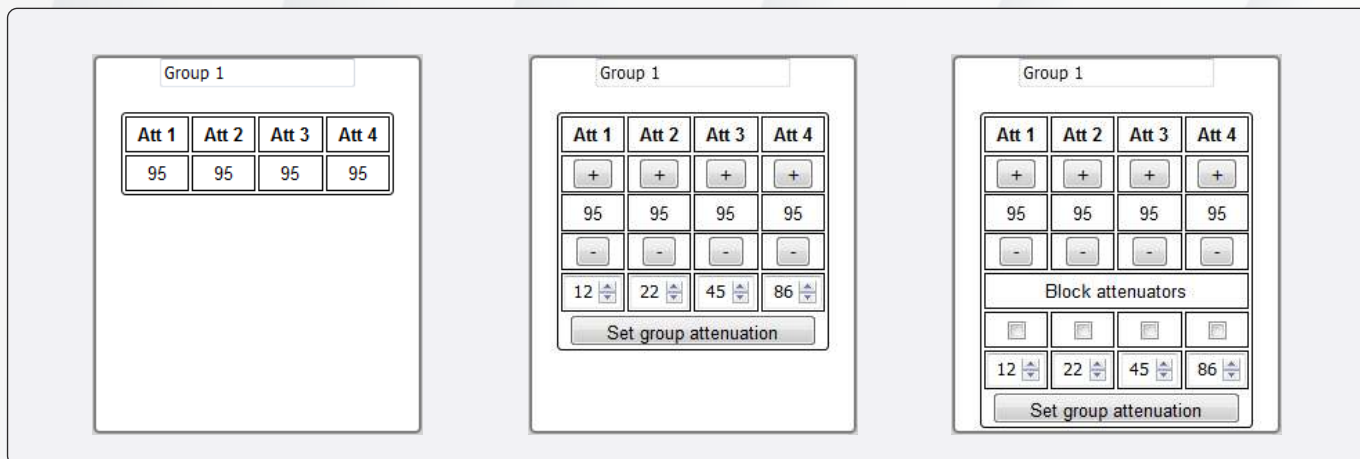 Group 1
Att 1 Att 2 Att 3 Att 4
95 95 95 95
Group 1
Att 1 Att 2 Att 3 Att 4
+ + + +
95 95 95 95
- - - -
12 22 45 86
Set group attenuation
Group 1
Att 1 Att 2 Att 3 Att 4
+ + + +
95 95 95 95
- - - -
Block attenuators
12 22 45 86
Set group attenuation